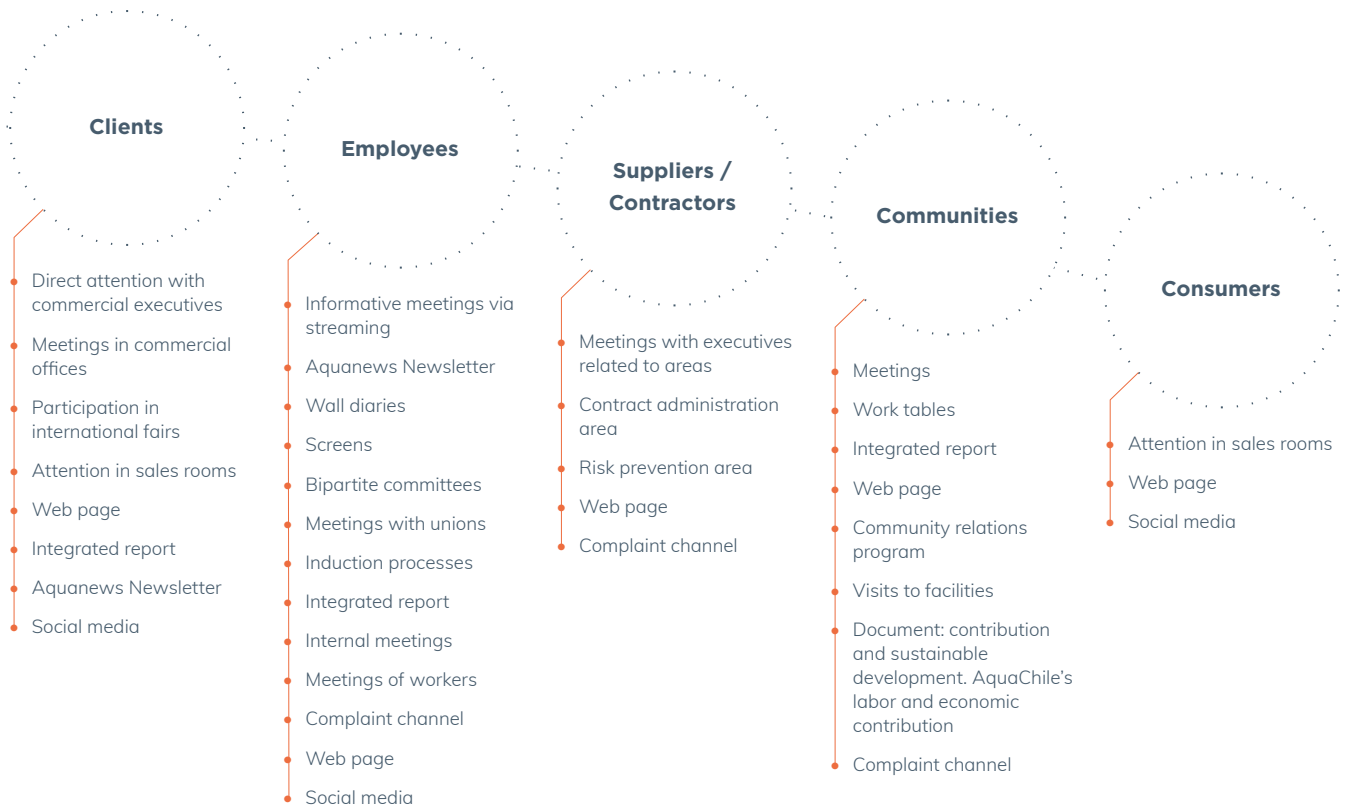 Clients
Direct attention with
commercial executives
Meetings in commercial
offices
Participation in
international fairs
Attention in sales rooms
Web page
Integrated report
Aquanews Newsletter
Social media
Employees
Informative meetings via
streaming
Aquanews Newsletter
Wall diaries
Screens
Bipartite committees
Meetings with unions
Induction processes
Integrated report
Internal meetings
Meetings of workers
Complaint channel
Web page
Social media
Suppliers /
Contractors
Meetings with executives
related to areas
Contract administration
area
Risk prevention area
Web page
Complaint channel
Communities
Meetings
Work tables
Integrated report
Web page
Community relations
program
Visits to facilities
Document: contribution
and sustainable
development. AquaChile’s
labor and economic
contribution
Complaint channel
Consumers
Attention in sales rooms
Web page
Social media